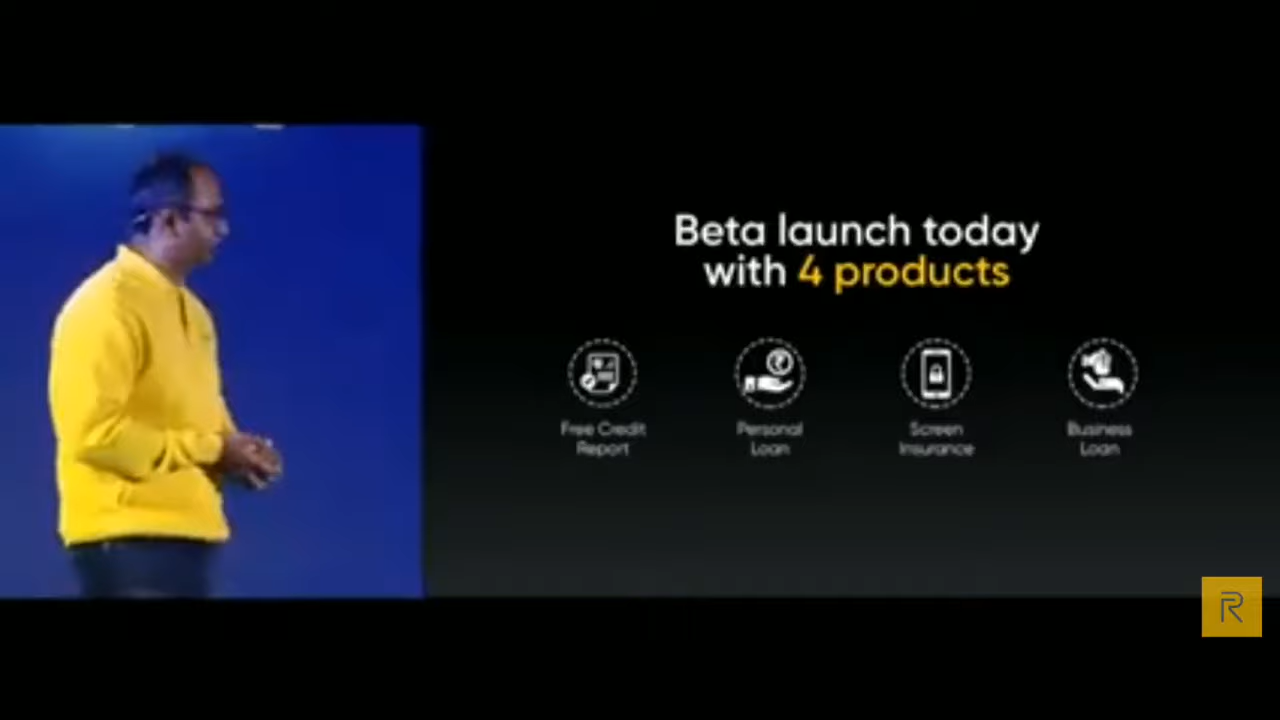 Beta launch today
with 4 products
Free Credit
Report
Personal
Loan
Screen
Insurance
Business
Loan
R